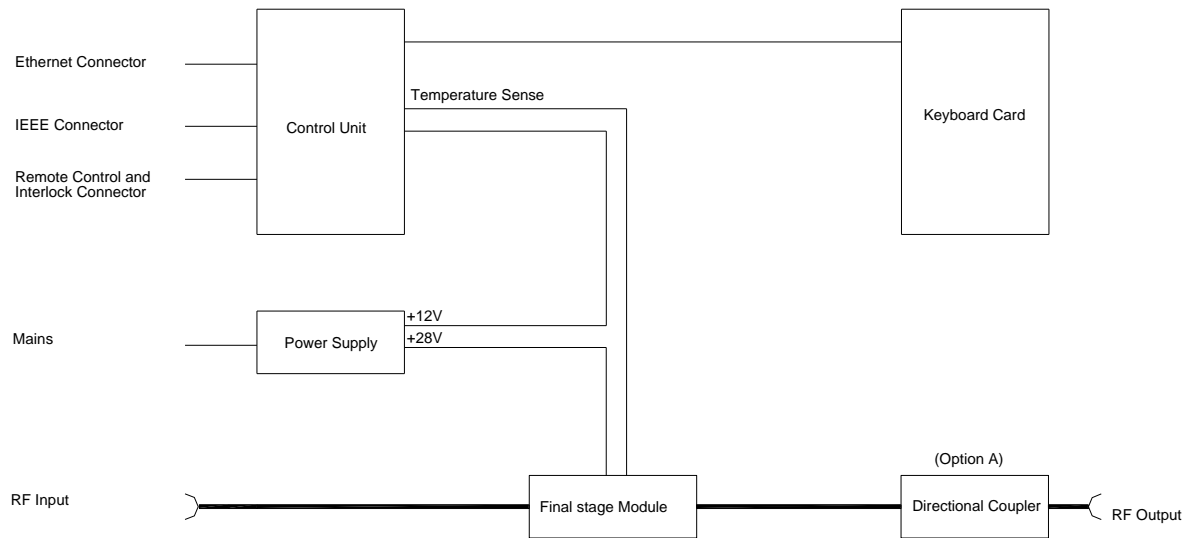 Ethernet Connector
IEEE Connector
Remote Control and
Interlock Connector
Control Unit
Temperature Sense
Keyboard Card
Mains
Power Supply
+12V
+28V
(Option A)
RF Input
Final stage Module
Directional Coupler
RF Output